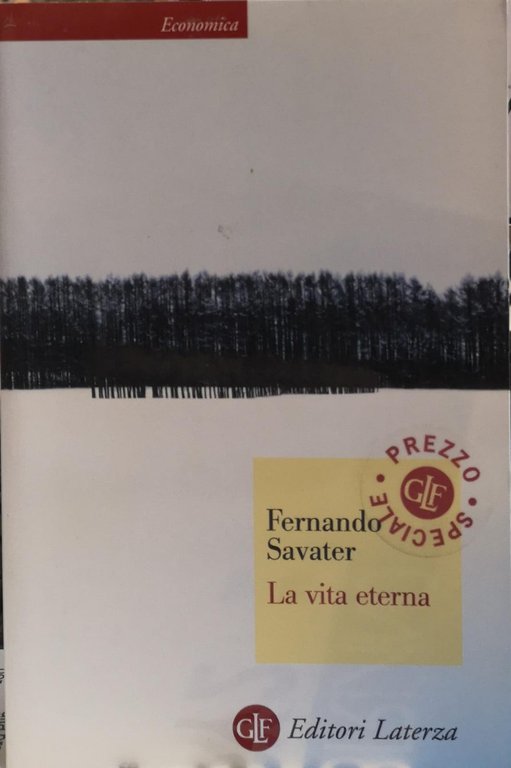 Economica
PREZZO
SPECIALE
GLF
Fernando
Savater
La vita eterna
GLF
Editori Laterza